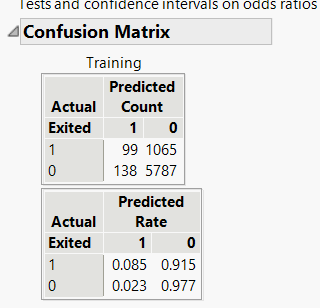 Tests and confidence intervals on odds ratios
Confusion Matrix
Training
Predicted
Actual Count
Exited 1 0
1 99 1065
0 138 5787
Predicted
Actual Rate
Exited 1 0
1 0.085 0.915
0 0.023 0.977